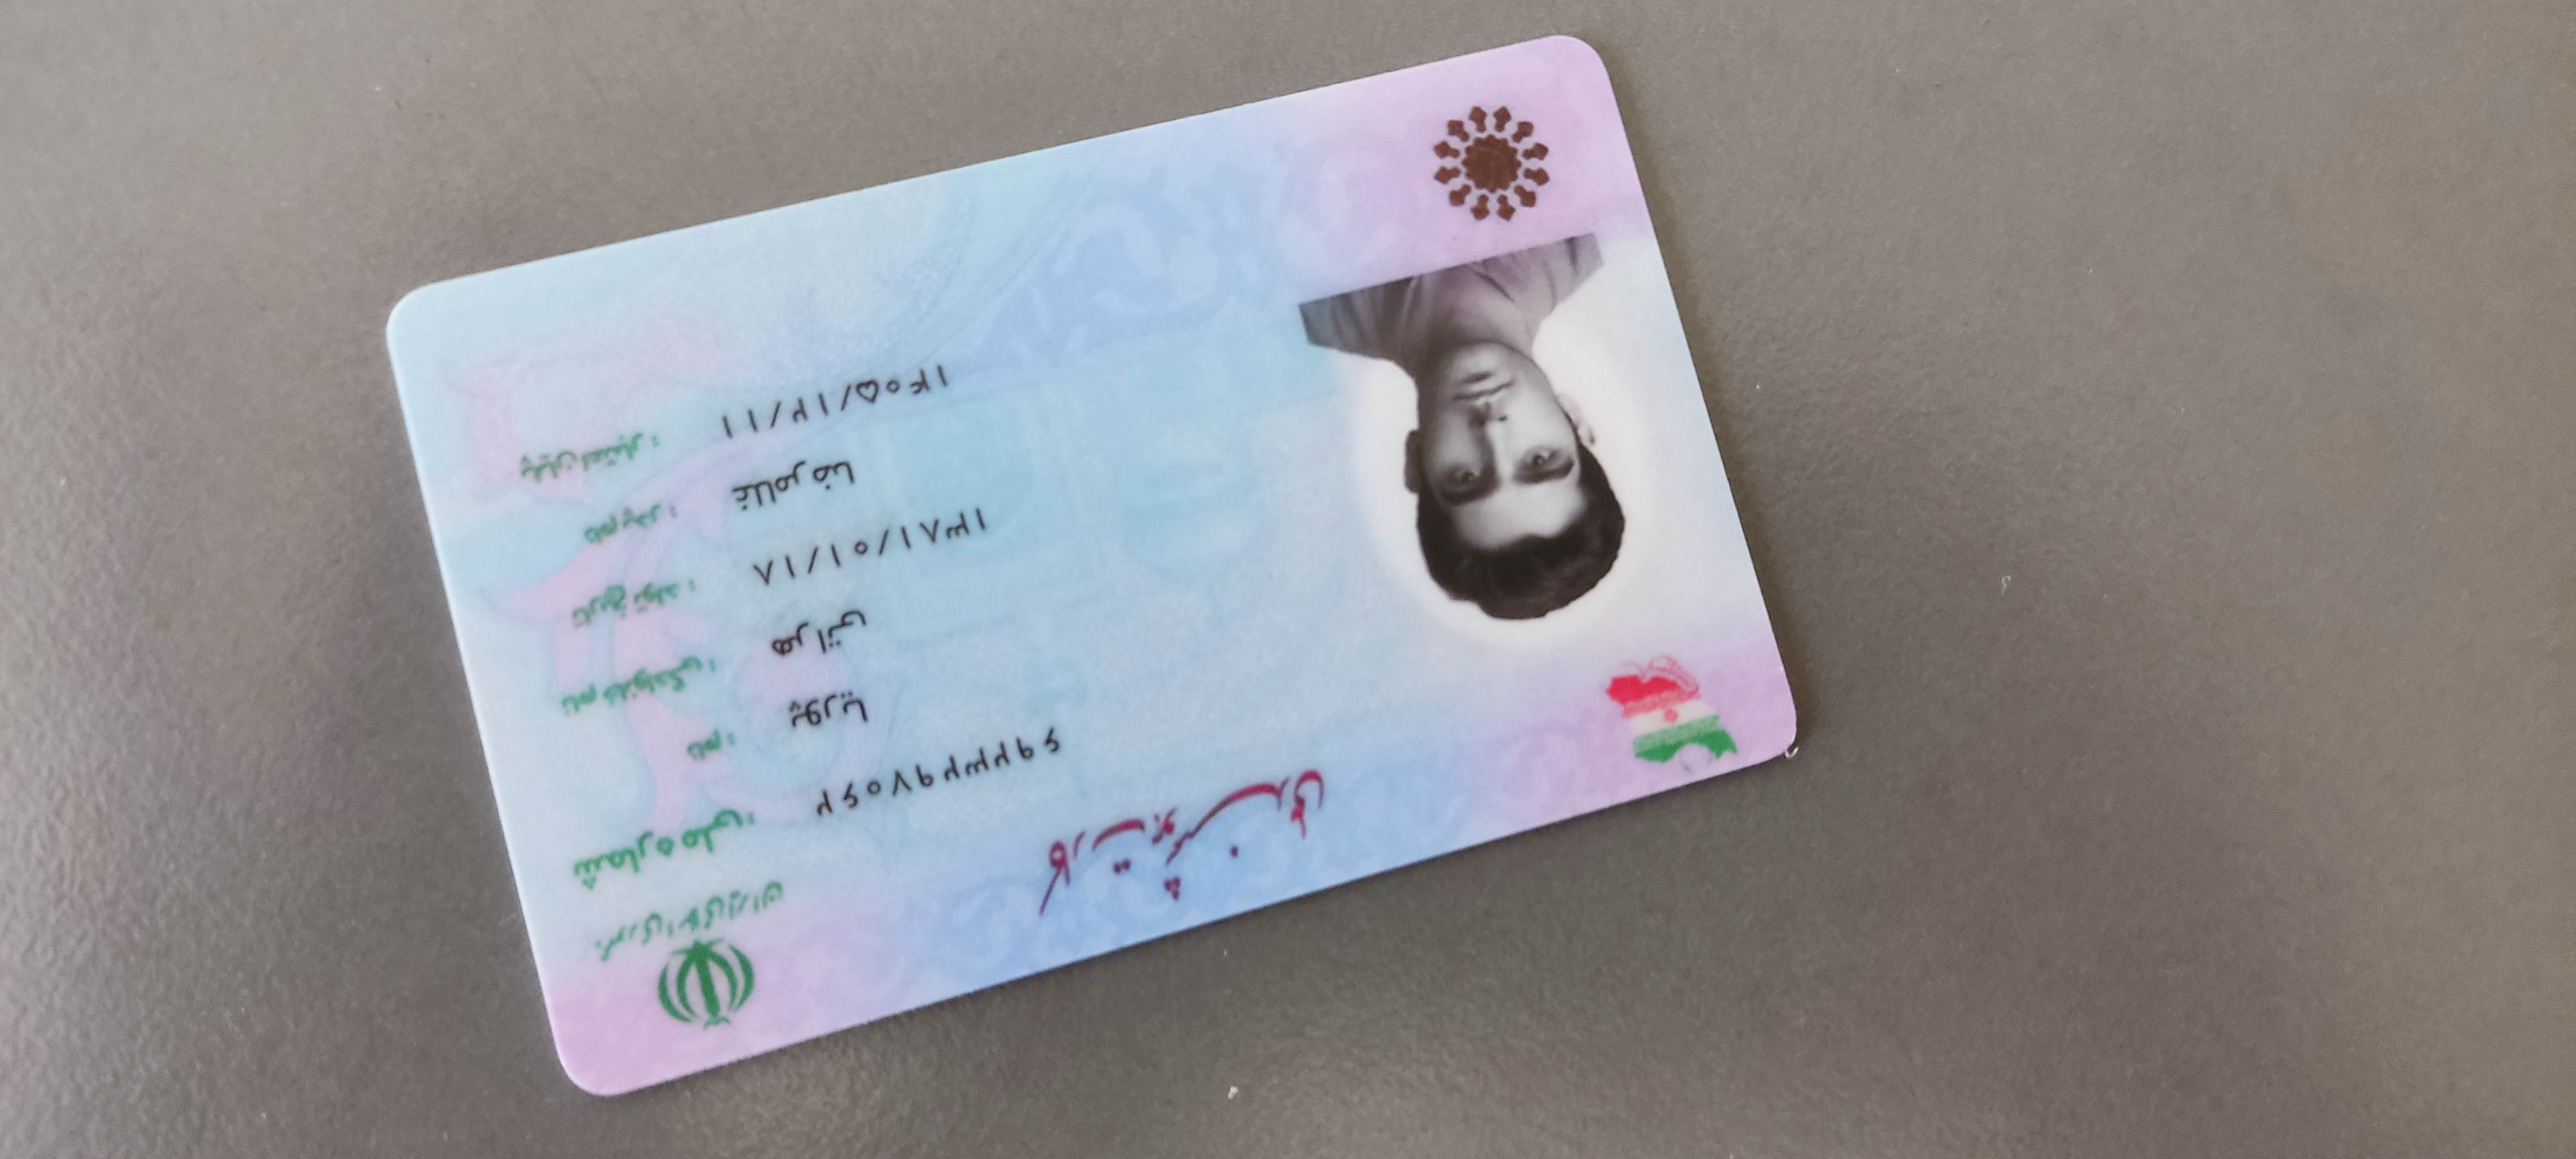 جمهوری اسلامی ایران
کارت هوشمند ملی
شماره ملی: ۶۹۲۳۲۹۷۰۶۲
نام: پوریا
نام خانوادگی: هراتی
تاریخ تولد: ۱۳۸۱/۰۱/۱۸
نام پدر: غلامرضا
پایان اعتبار: ۱۴۰۵/۱۲/۱۱